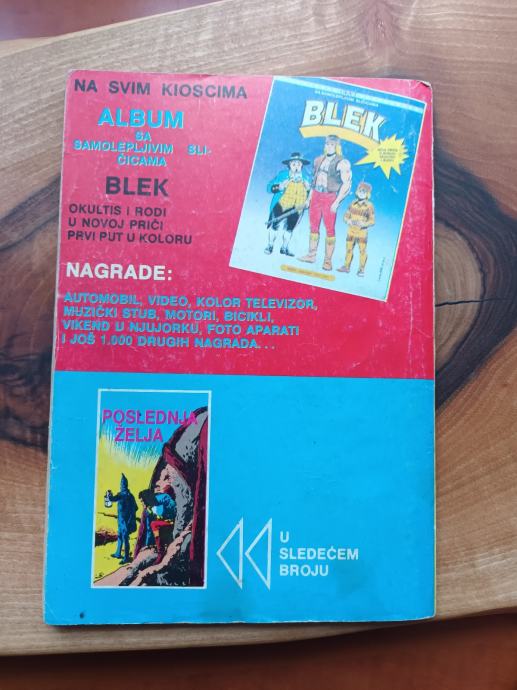 NA SVIM KIOSCIMA
ALBUM
SA
SAMOLEPLJIVIM SLI-
ČICAMA
BLEK
OKULTIS I RODI
U NOVOJ PRIČI
PRVI PUT U KOLORU
BLEK
NAGRADE:
AUTOMOBIL, VIDEO, KOLOR TELEVIZOR,
MUZIČKI STUB, MOTORI, BICIKLI,
VIKEND U NJUJORKU, FOTO APARATI
I JOŠ 1.000 DRUGIH NAGRADA...
POSLEDNJA
ŽELJA
U
SLEDEĆEM
BROJU